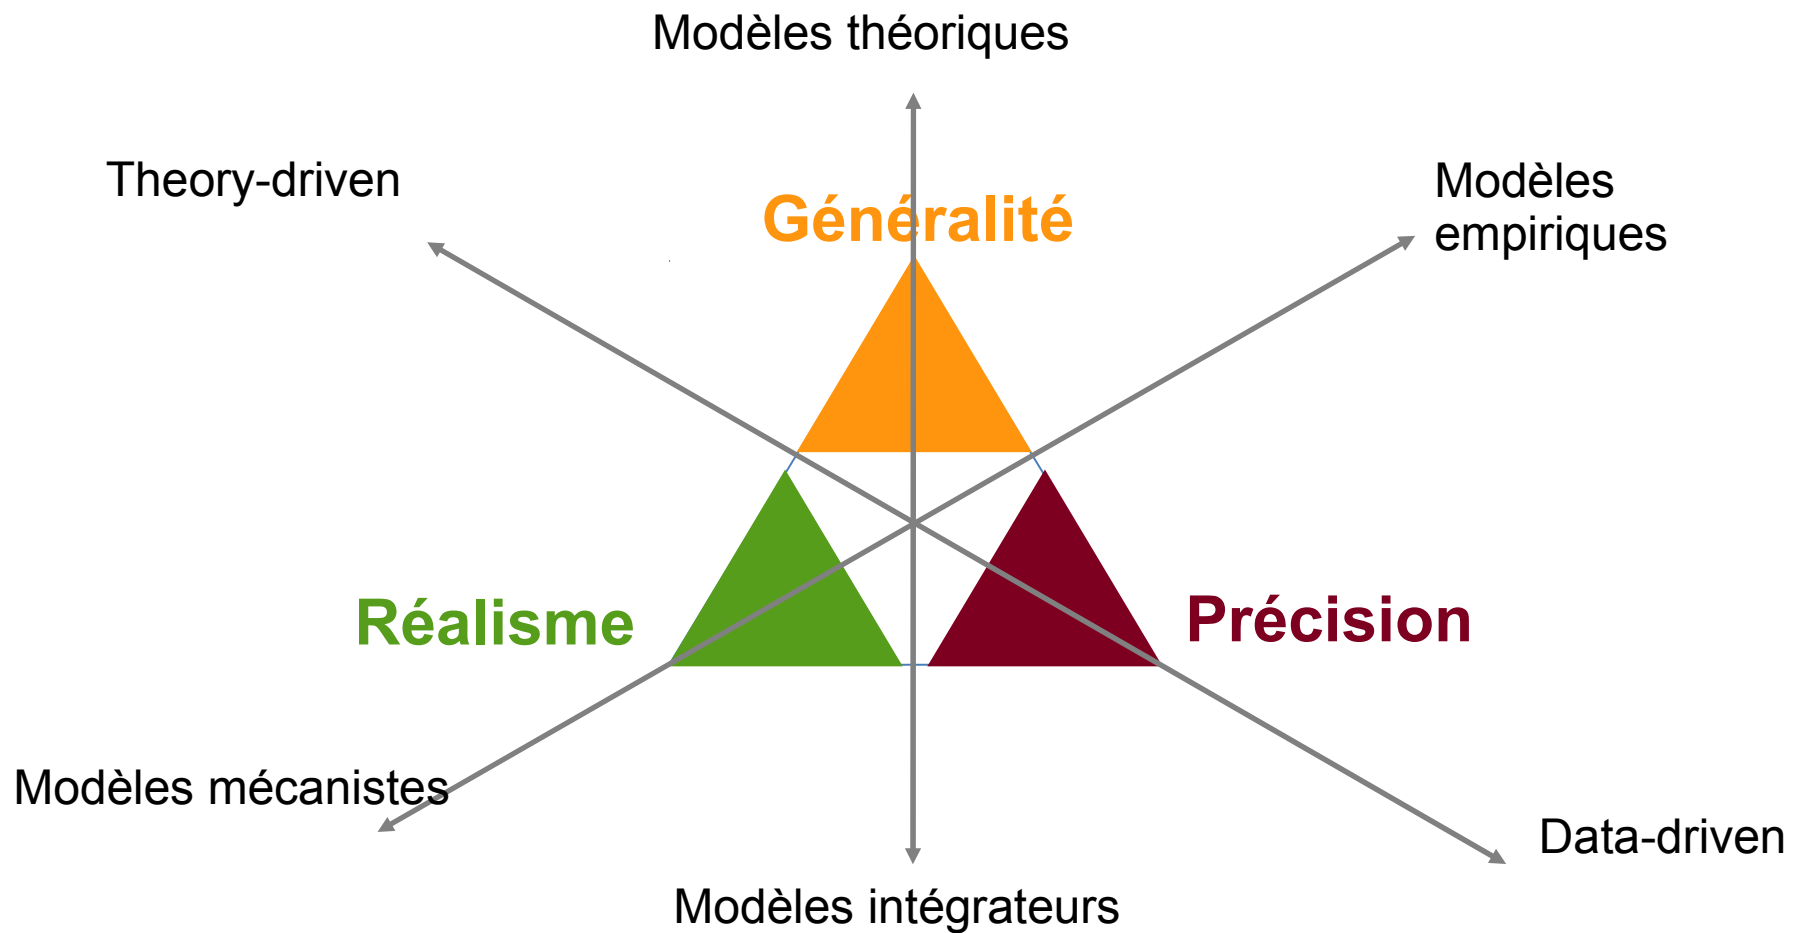 Modèles théoriques
Theory-driven
Modèles
empiriques
Généralité
Réalisme
Précision
Modèles mécanistes
Data-driven
Modèles intégrateurs